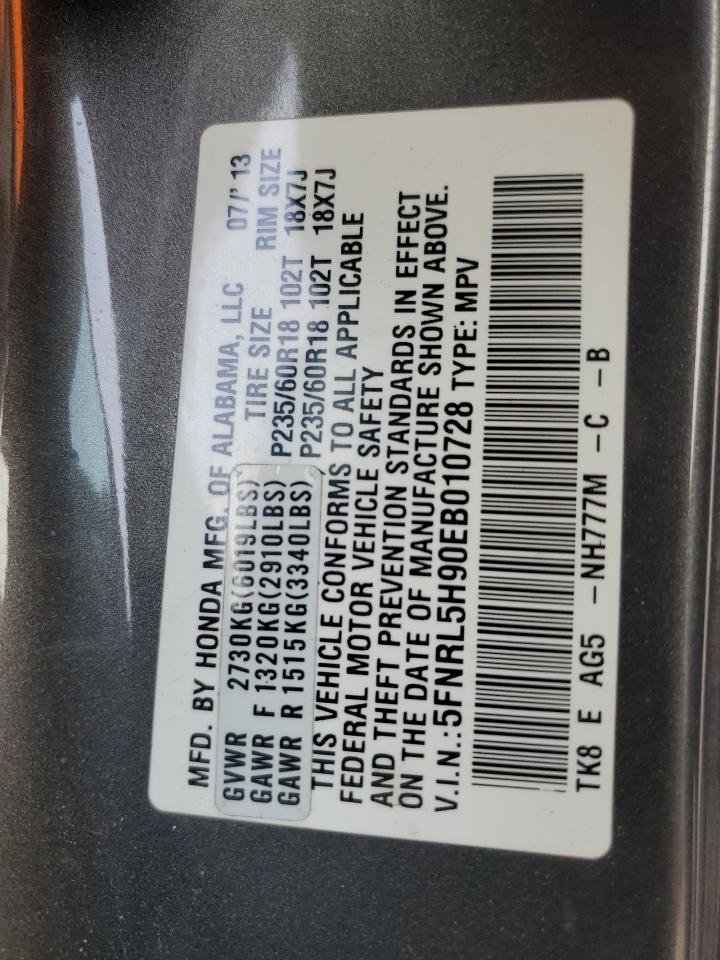 MFD. BY HONDA MFG. OF ALABAMA, LLC 07/'13
GVWR 2730KG(6019LBS) TIRE SIZE RIM SIZE
GAWR F 1320KG(2910LBS) P235/60R18 102T 18X7J
GAWR R 1515KG(3340LBS) P235/60R18 102T 18X7J
THIS VEHICLE CONFORMS TO ALL APPLICABLE
FEDERAL MOTOR VEHICLE SAFETY
AND THEFT PREVENTION STANDARDS IN EFFECT
ON THE DATE OF MANUFACTURE SHOWN ABOVE.
V.I.N.:5FNRL5H90EB010728 TYPE: MPV
TK8 E AG5 -NH777M -C -B